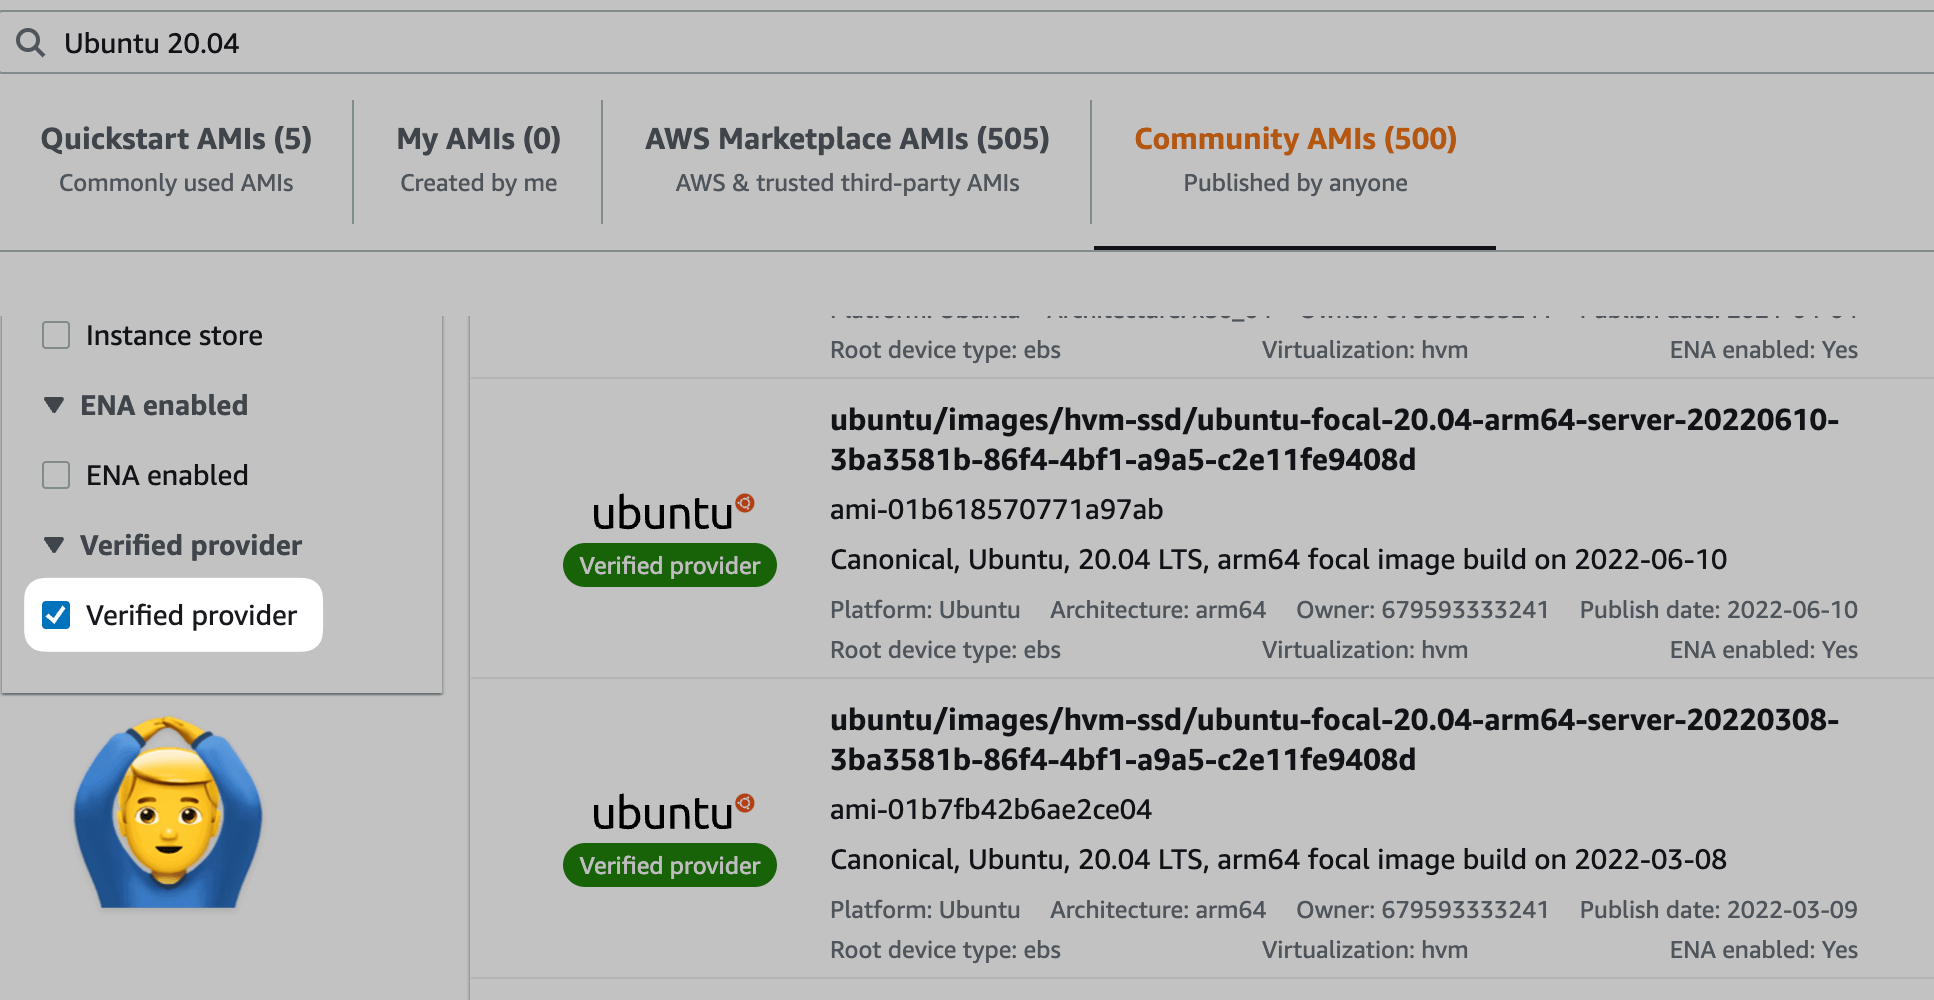 Ubuntu 20.04
Quickstart AMIs (5)
Commonly used AMIs
My AMIs (0)
Created by me
AWS Marketplace AMIs (505)
AWS & trusted third-party AMIs
Community AMIs (500)
Published by anyone
Instance store
ENA enabled
ENA enabled
Verified provider
Verified provider
Root device type: ebs Virtualization: hvm ENA enabled: Yes
ubuntu
Verified provider
ubuntu/images/hvm-ssd/ubuntu-focal-20.04-arm64-server-20220610-
3ba3581b-86f4-4bf1-a9a5-c2e11fe9408d
ami-01b618570771a97ab
Canonical, Ubuntu, 20.04 LTS, arm64 focal image build on 2022-06-10
Platform: Ubuntu Architecture: arm64 Owner: 679593333241 Publish date: 2022-06-10
Root device type: ebs Virtualization: hvm ENA enabled: Yes
ubuntu
Verified provider
ubuntu/images/hvm-ssd/ubuntu-focal-20.04-arm64-server-20220308-
3ba3581b-86f4-4bf1-a9a5-c2e11fe9408d
ami-01b7fb42b6ae2ce04
Canonical, Ubuntu, 20.04 LTS, arm64 focal image build on 2022-03-08
Platform: Ubuntu Architecture: arm64 Owner: 679593333241 Publish date: 2022-03-09
Root device type: ebs Virtualization: hvm ENA enabled: Yes